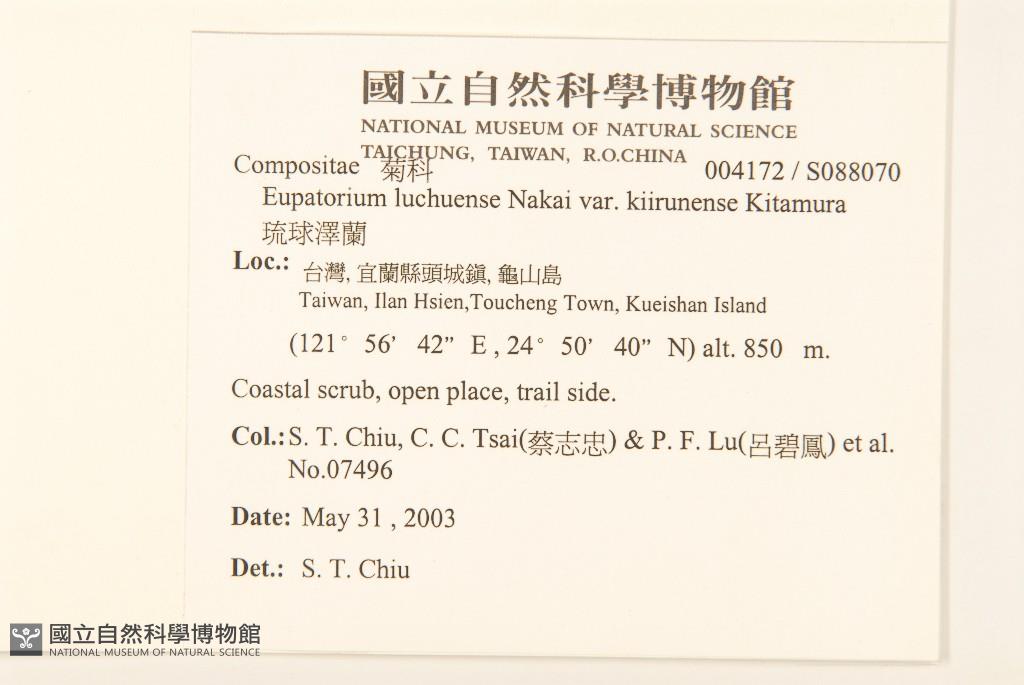 國立自然科學博物館
NATIONAL MUSEUM OF NATURAL SCIENCE
TAICHUNG, TAIWAN, R.O.CHINA
Compositae 菊科 004172 / S088070
Eupatorium luchuense Nakai var. kiirunense Kitamura
琉球澤蘭
Loc.: 台灣, 宜蘭縣頭城鎮, 龜山島
Taiwan, Ilan Hsien,Toucheng Town, Kueishan Island
(121° 56’ 42” E , 24° 50’ 40” N) alt. 850 m.
Coastal scrub, open place, trail side.
Col.: S. T. Chiu, C. C. Tsai(蔡志忠) & P. F. Lu(呂碧鳳) et al.
No.07496
Date: May 31 , 2003
Det.: S. T. Chiu
國立自然科學博物館
NATIONAL MUSEUM OF NATURAL SCIENCE